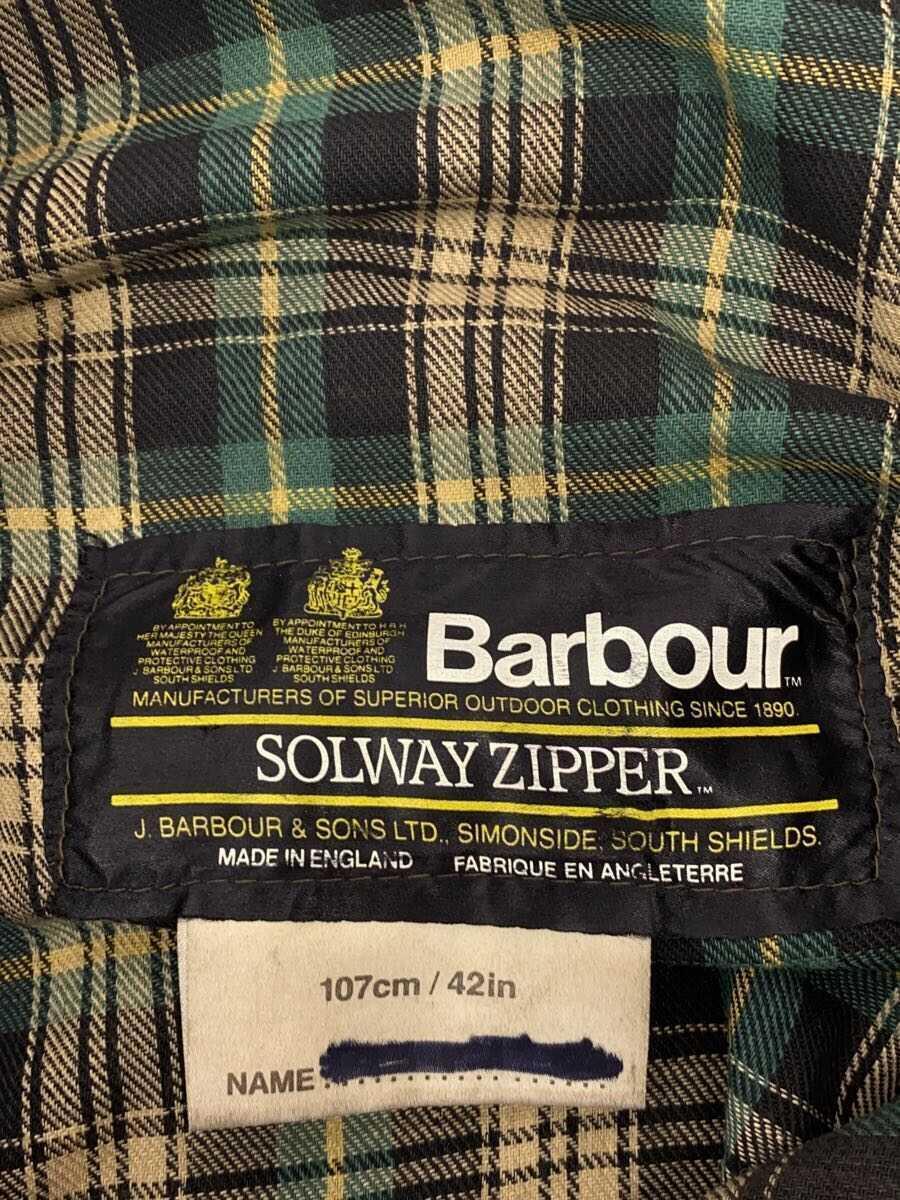 BY APPOINTMENT TO
HER MAJESTY THE QUEEN
MANUFACTURERS OF
WATERPROOF AND
PROTECTIVE CLOTHING
J BARBOUR & SONS LTD
SOUTH SHIELDS
BY APPOINTMENT TO H R H
THE DUKE OF EDINBURGH
MANUFACTURERS OF
WATERPROOF AND
PROTECTIVE CLOTHING
J BARBOUR & SONS LTD
SOUTH SHIELDS
Barbour™
MANUFACTURERS OF SUPERIOR OUTDOOR CLOTHING SINCE 1890.
SOLWAY ZIPPER™
J. BARBOUR & SONS LTD., SIMONSIDE, SOUTH SHIELDS.
MADE IN ENGLAND FABRIQUE EN ANGLETERRE
107cm / 42in
NAME